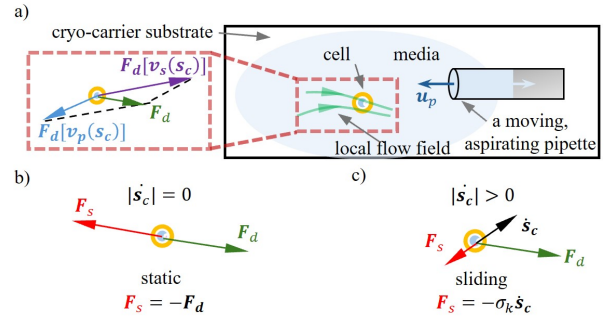 a)
cryo-carrier substrate
cell
media
F_d[v_s(s_c)]
F_d
F_d[v_p(s_c)]
u_p
a moving,
aspirating pipette
local flow field
b)
|ṡ_c| = 0
F_s
F_d
static
F_s = −F_d
c)
|ṡ_c| > 0
ṡ_c
F_s
F_d
sliding
F_s = −σ_k ṡ_c